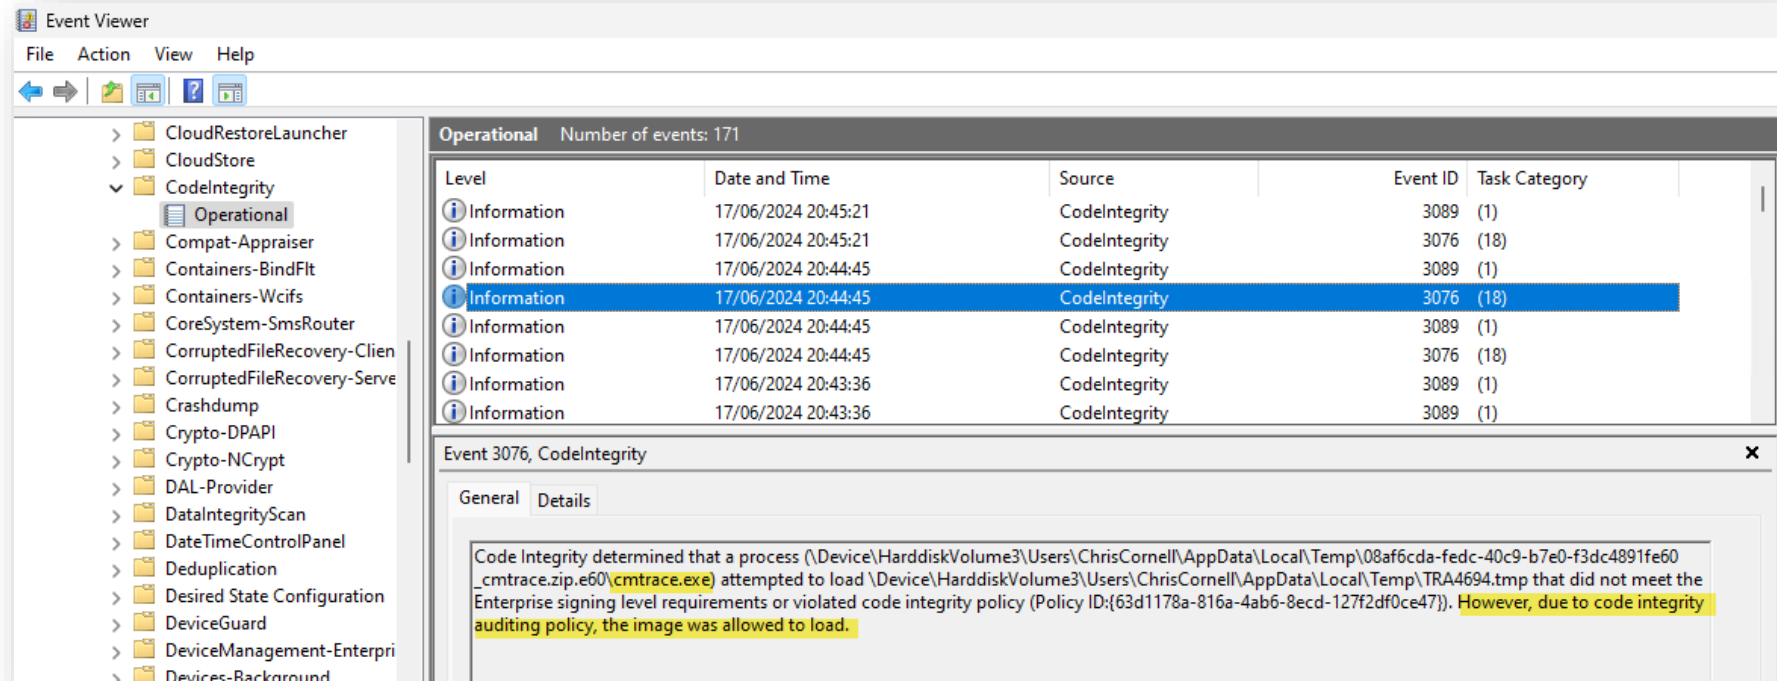 Event Viewer
File Action View Help
CloudRestoreLauncher
CloudStore
CodeIntegrity
Operational
Compat-Appraiser
Containers-BindFlt
Containers-Wcifs
CoreSystem-SmsRouter
CorruptedFileRecovery-Clien
CorruptedFileRecovery-Serve
Crashdump
Crypto-DPAPI
Crypto-NCrypt
DAL-Provider
DataIntegrityScan
DateTimeControlPanel
Deduplication
Desired State Configuration
DeviceGuard
DeviceManagement-Enterpri
Devices-Background
Operational Number of events: 171
Level Date and Time Source Event ID Task Category
Information 17/06/2024 20:45:21 CodeIntegrity 3089 (1)
Information 17/06/2024 20:45:21 CodeIntegrity 3076 (18)
Information 17/06/2024 20:44:45 CodeIntegrity 3089 (1)
Information 17/06/2024 20:44:45 CodeIntegrity 3076 (18)
Information 17/06/2024 20:44:45 CodeIntegrity 3089 (1)
Information 17/06/2024 20:44:45 CodeIntegrity 3076 (18)
Information 17/06/2024 20:43:36 CodeIntegrity 3089 (1)
Information 17/06/2024 20:43:36 CodeIntegrity 3089 (1)
Event 3076, CodeIntegrity
General Details
Code Integrity determined that a process (\Device\HarddiskVolume3\Users\ChrisCornell\AppData\Local\Temp\08af6cda-fedc-40c9-b7e0-f3dc4891fe60
_cmtrace.zip.e60\cmtrace.exe) attempted to load \Device\HarddiskVolume3\Users\ChrisCornell\AppData\Local\Temp\TRA4694.tmp that did not meet the
Enterprise signing level requirements or violated code integrity policy (Policy ID:{63d1178a-816a-4ab6-8ecd-127f2df0ce47}). However, due to code integrity
auditing policy, the image was allowed to load.